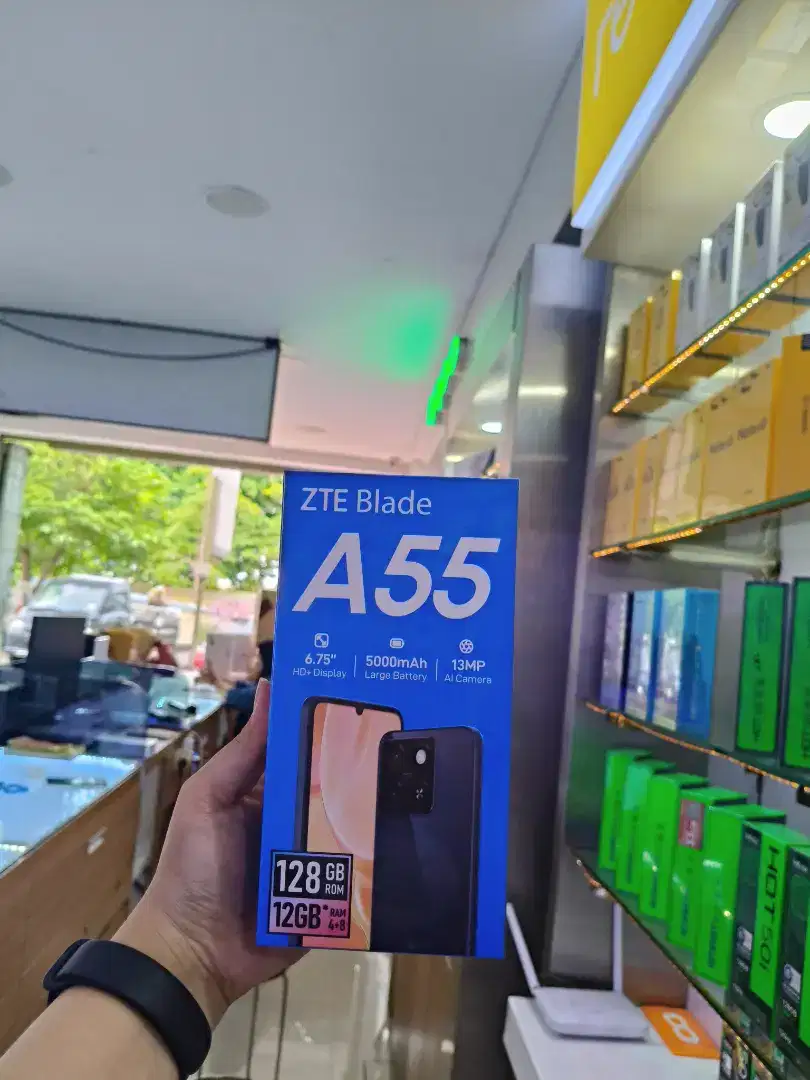 ZTE Blade
A55
6.75"
HD+ Display
5000mAh
Large Battery
13MP
AI Camera
128 GB
ROM
12GB* RAM
4+8
HOT 50i